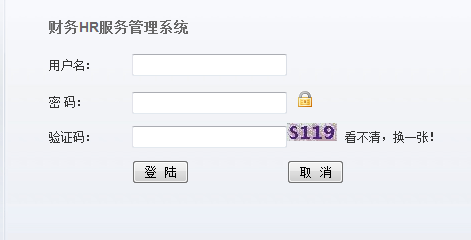 财务HR服务管理系统
用户名：
密 码：
验证码： S119 看不清，换一张！
登 陆 取 消